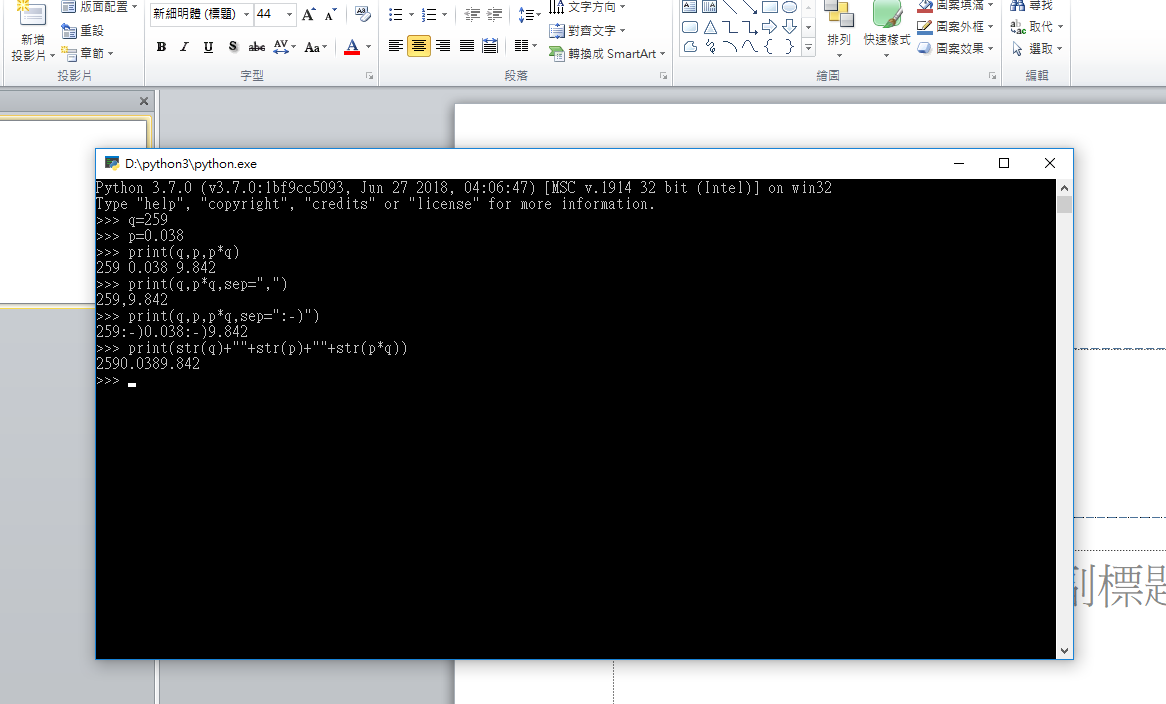 新增
投影片
版面配置
重設
章節
投影片
新細明體 (標題) 44
B I U S abc AV Aa A
字型
文字方向
對齊文字
轉換成 SmartArt
段落
排列
快速樣式
圖案填滿
圖案外框
圖案效果
繪圖
尋找
取代
選取
編輯
D:\python3\python.exe
Python 3.7.0 (v3.7.0:1bf9cc5093, Jun 27 2018, 04:06:47) [MSC v.1914 32 bit (Intel)] on win32
Type "help", "copyright", "credits" or "license" for more information.
>>> q=259
>>> p=0.038
>>> print(q,p,p*q)
259 0.038 9.842
>>> print(q,p*q,sep=",")
259,9.842
>>> print(q,p,p*q,sep=":-)")
259:-)0.038:-)9.842
>>> print(str(q)+""+str(p)+""+str(p*q))
2590.0389.842
>>>
副標題